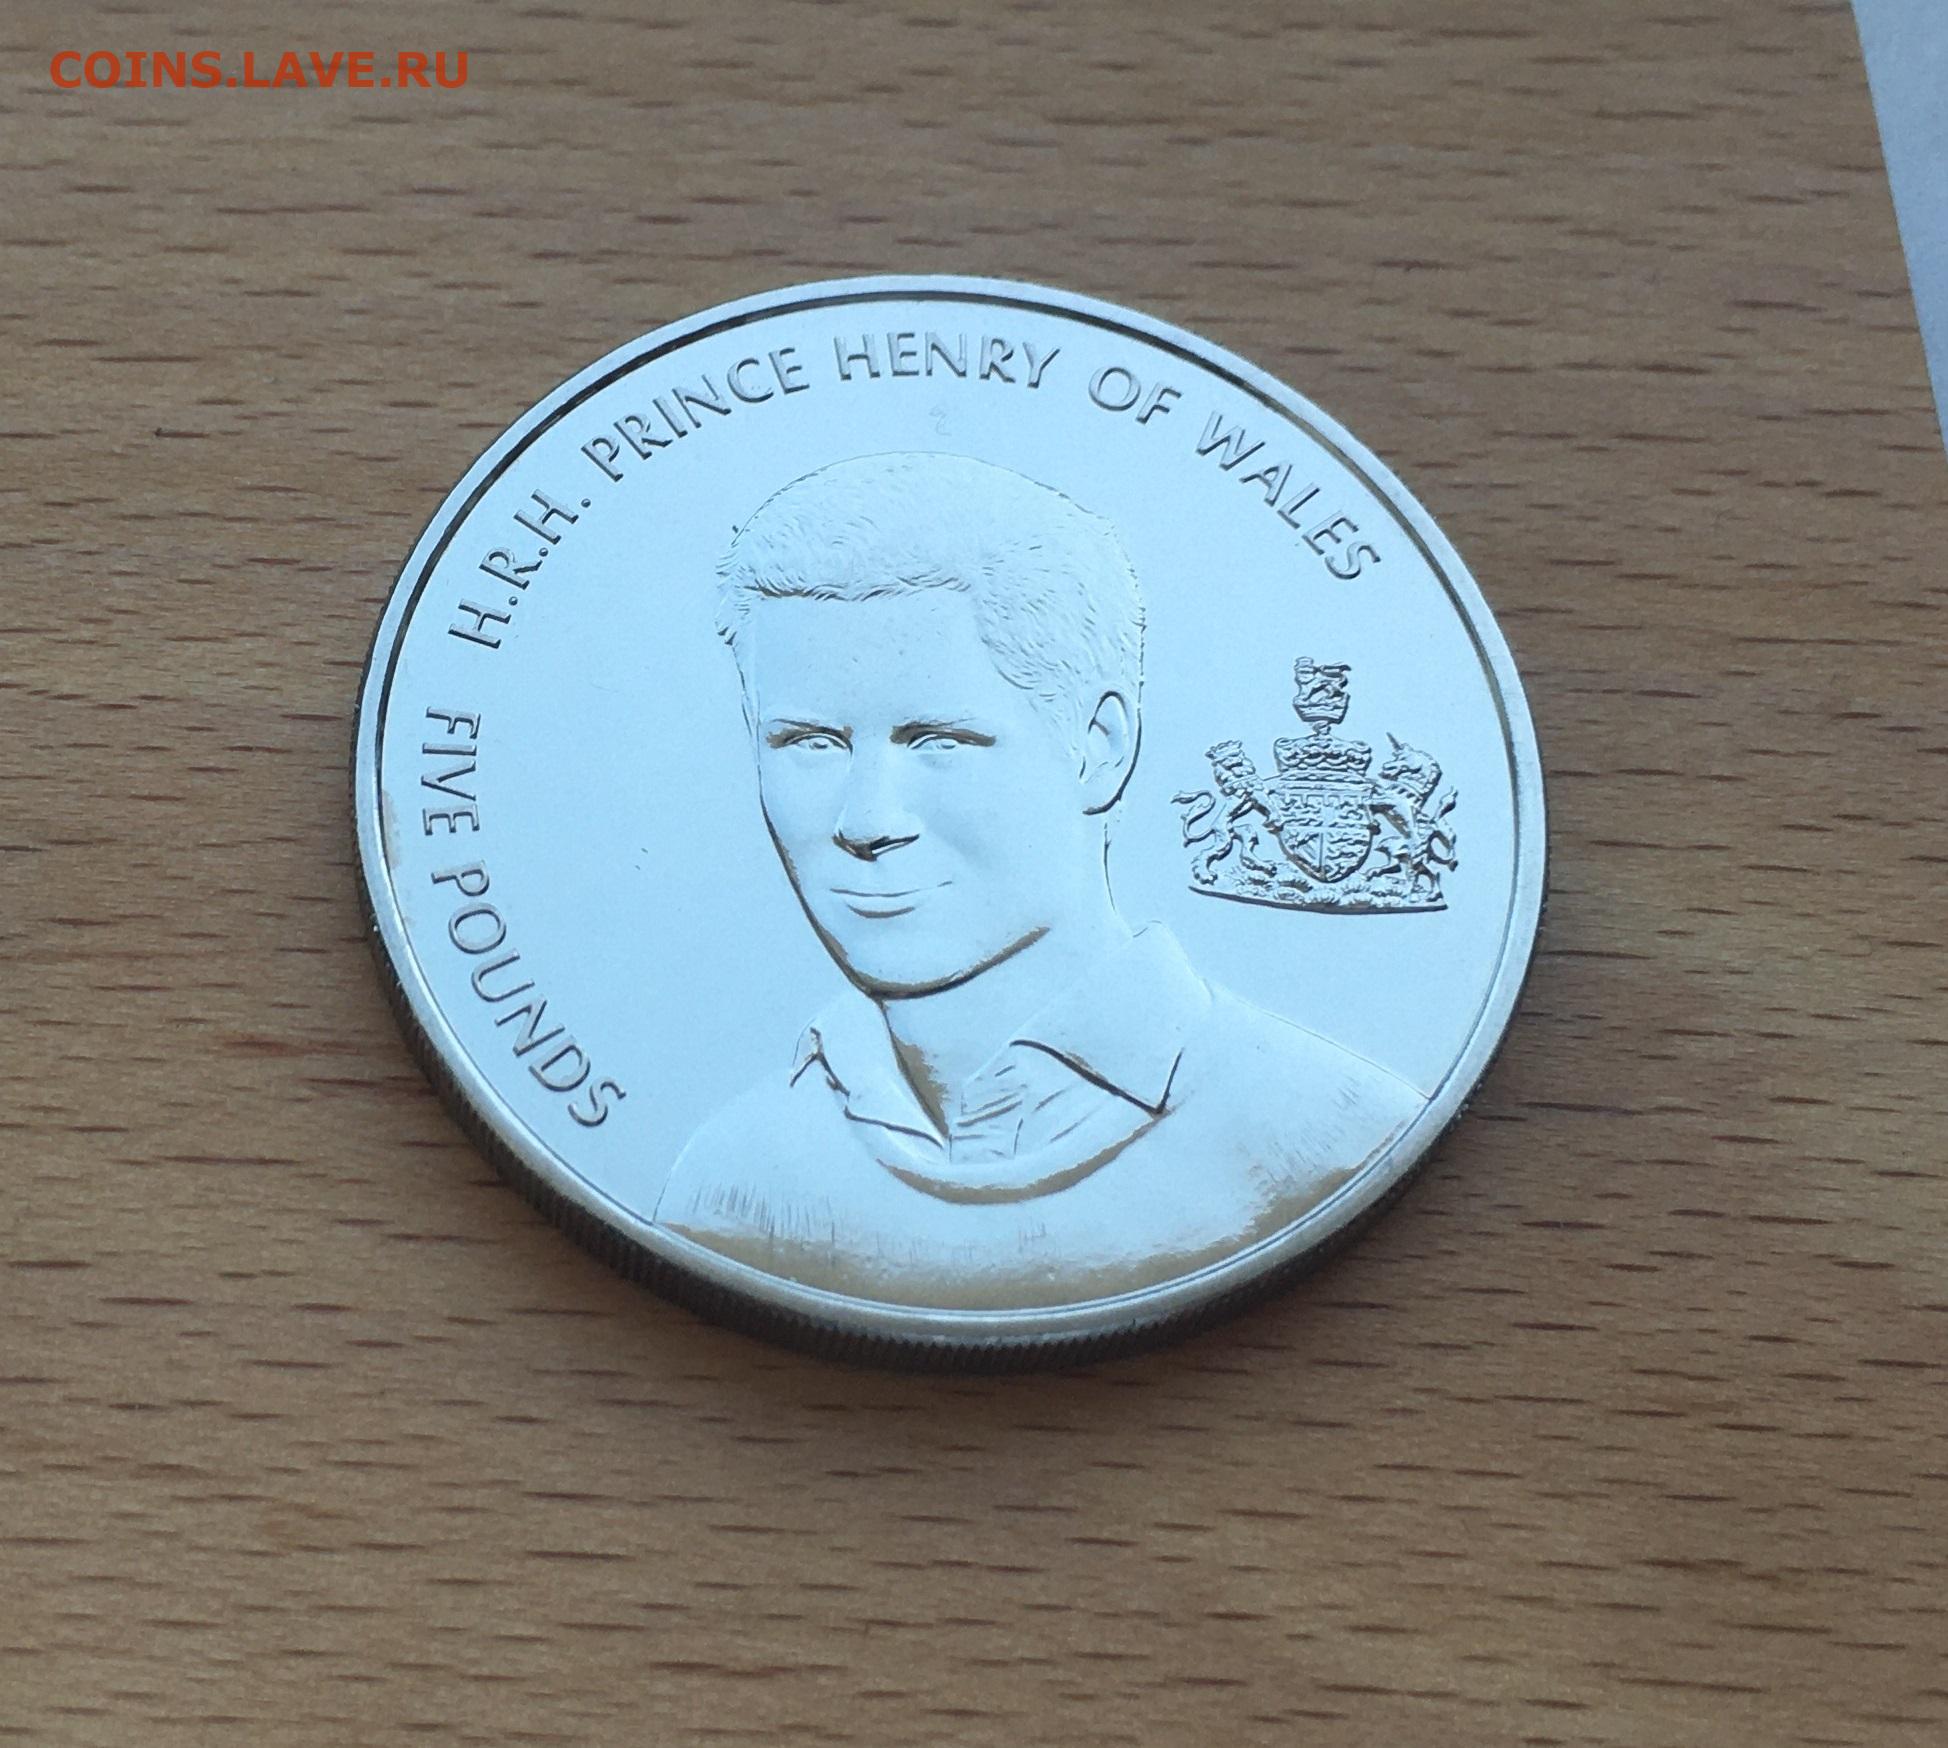 COINS.LAVE.RU
H.R.H. PRINCE HENRY OF WALES
FIVE POUNDS